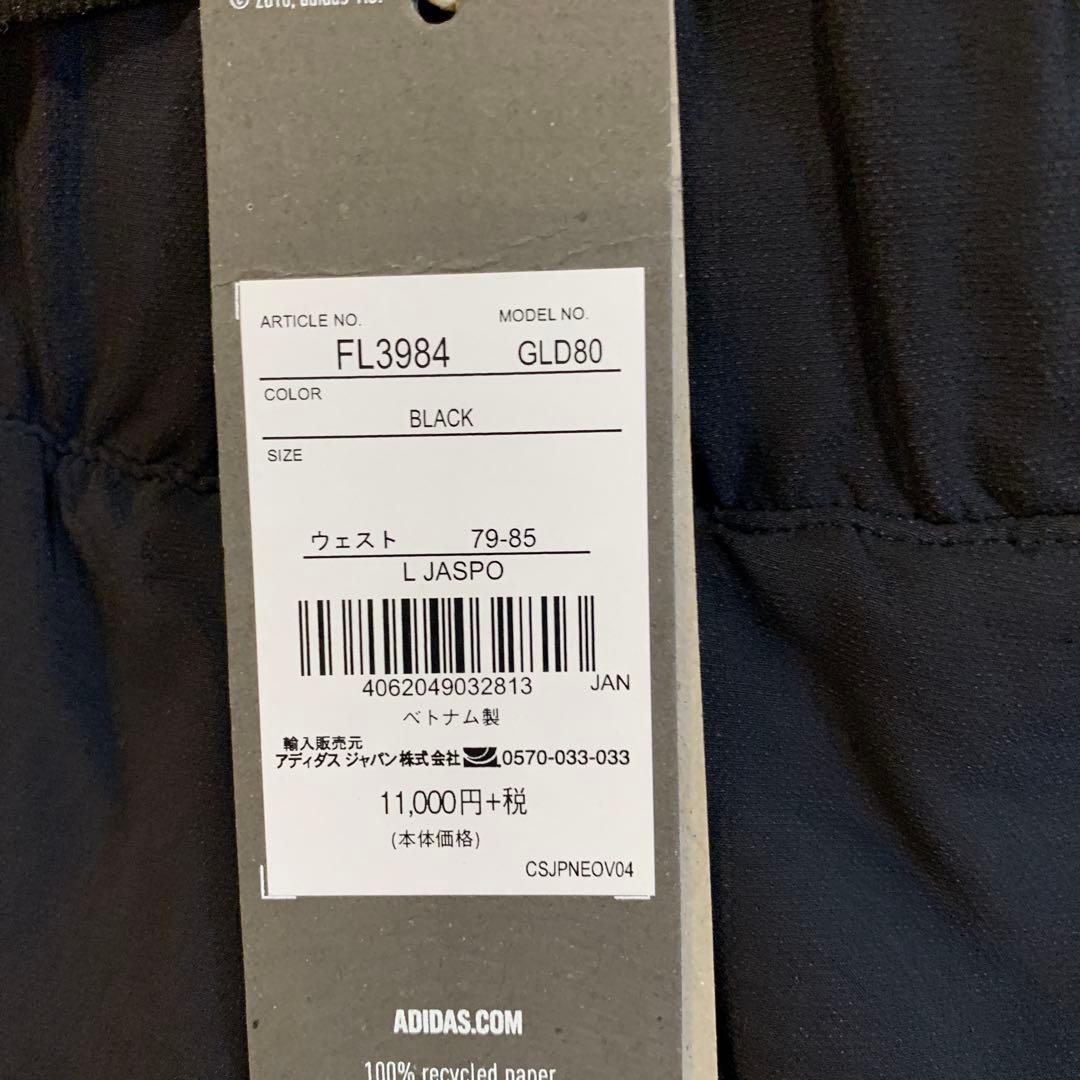 © 2018, adidas AG.
ARTICLE NO. MODEL NO.
FL3984 GLD80
COLOR
BLACK
SIZE
ウェスト 79-85
L JASPO
4062049032813 JAN
ベトナム製
輸入販売元
アディダス ジャパン株式会社 0570-033-033
11,000円+税
(本体価格)
CSJPNEOV04
ADIDAS.COM
100% recycled paper